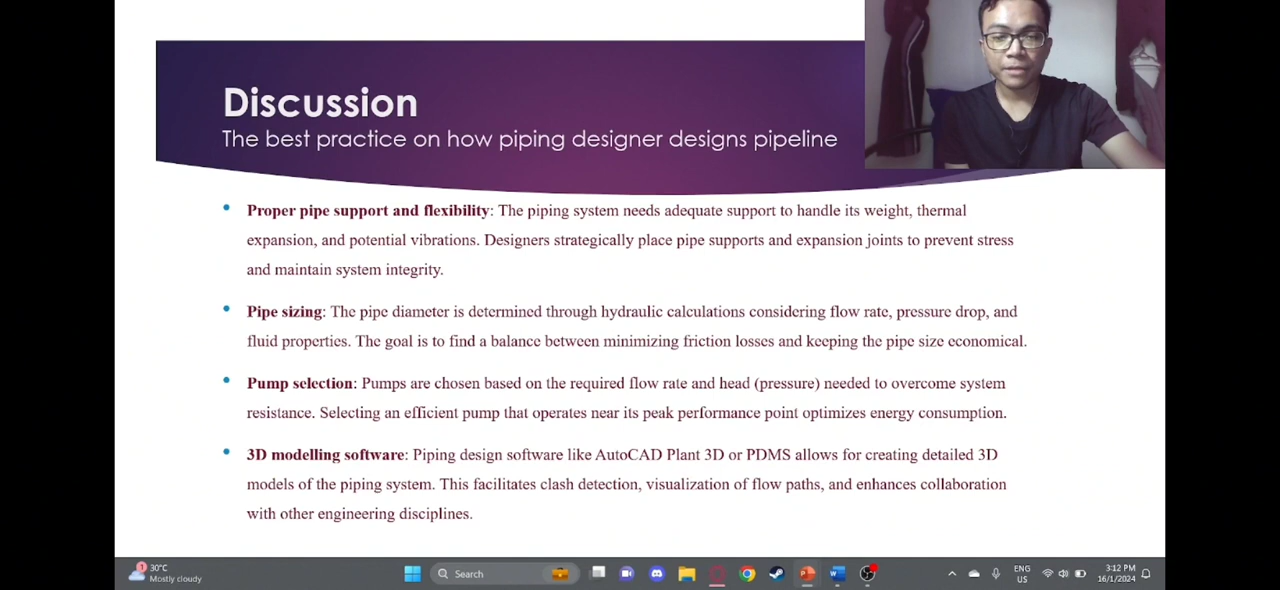 Discussion
The best practice on how piping designer designs pipeline
• Proper pipe support and flexibility: The piping system needs adequate support to handle its weight, thermal
expansion, and potential vibrations. Designers strategically place pipe supports and expansion joints to prevent stress
and maintain system integrity.
• Pipe sizing: The pipe diameter is determined through hydraulic calculations considering flow rate, pressure drop, and
fluid properties. The goal is to find a balance between minimizing friction losses and keeping the pipe size economical.
• Pump selection: Pumps are chosen based on the required flow rate and head (pressure) needed to overcome system
resistance. Selecting an efficient pump that operates near its peak performance point optimizes energy consumption.
• 3D modelling software: Piping design software like AutoCAD Plant 3D or PDMS allows for creating detailed 3D
models of the piping system. This facilitates clash detection, visualization of flow paths, and enhances collaboration
with other engineering disciplines.
1
30°C
Mostly cloudy
Search
ENG
US
3:12 PM
16/1/2024